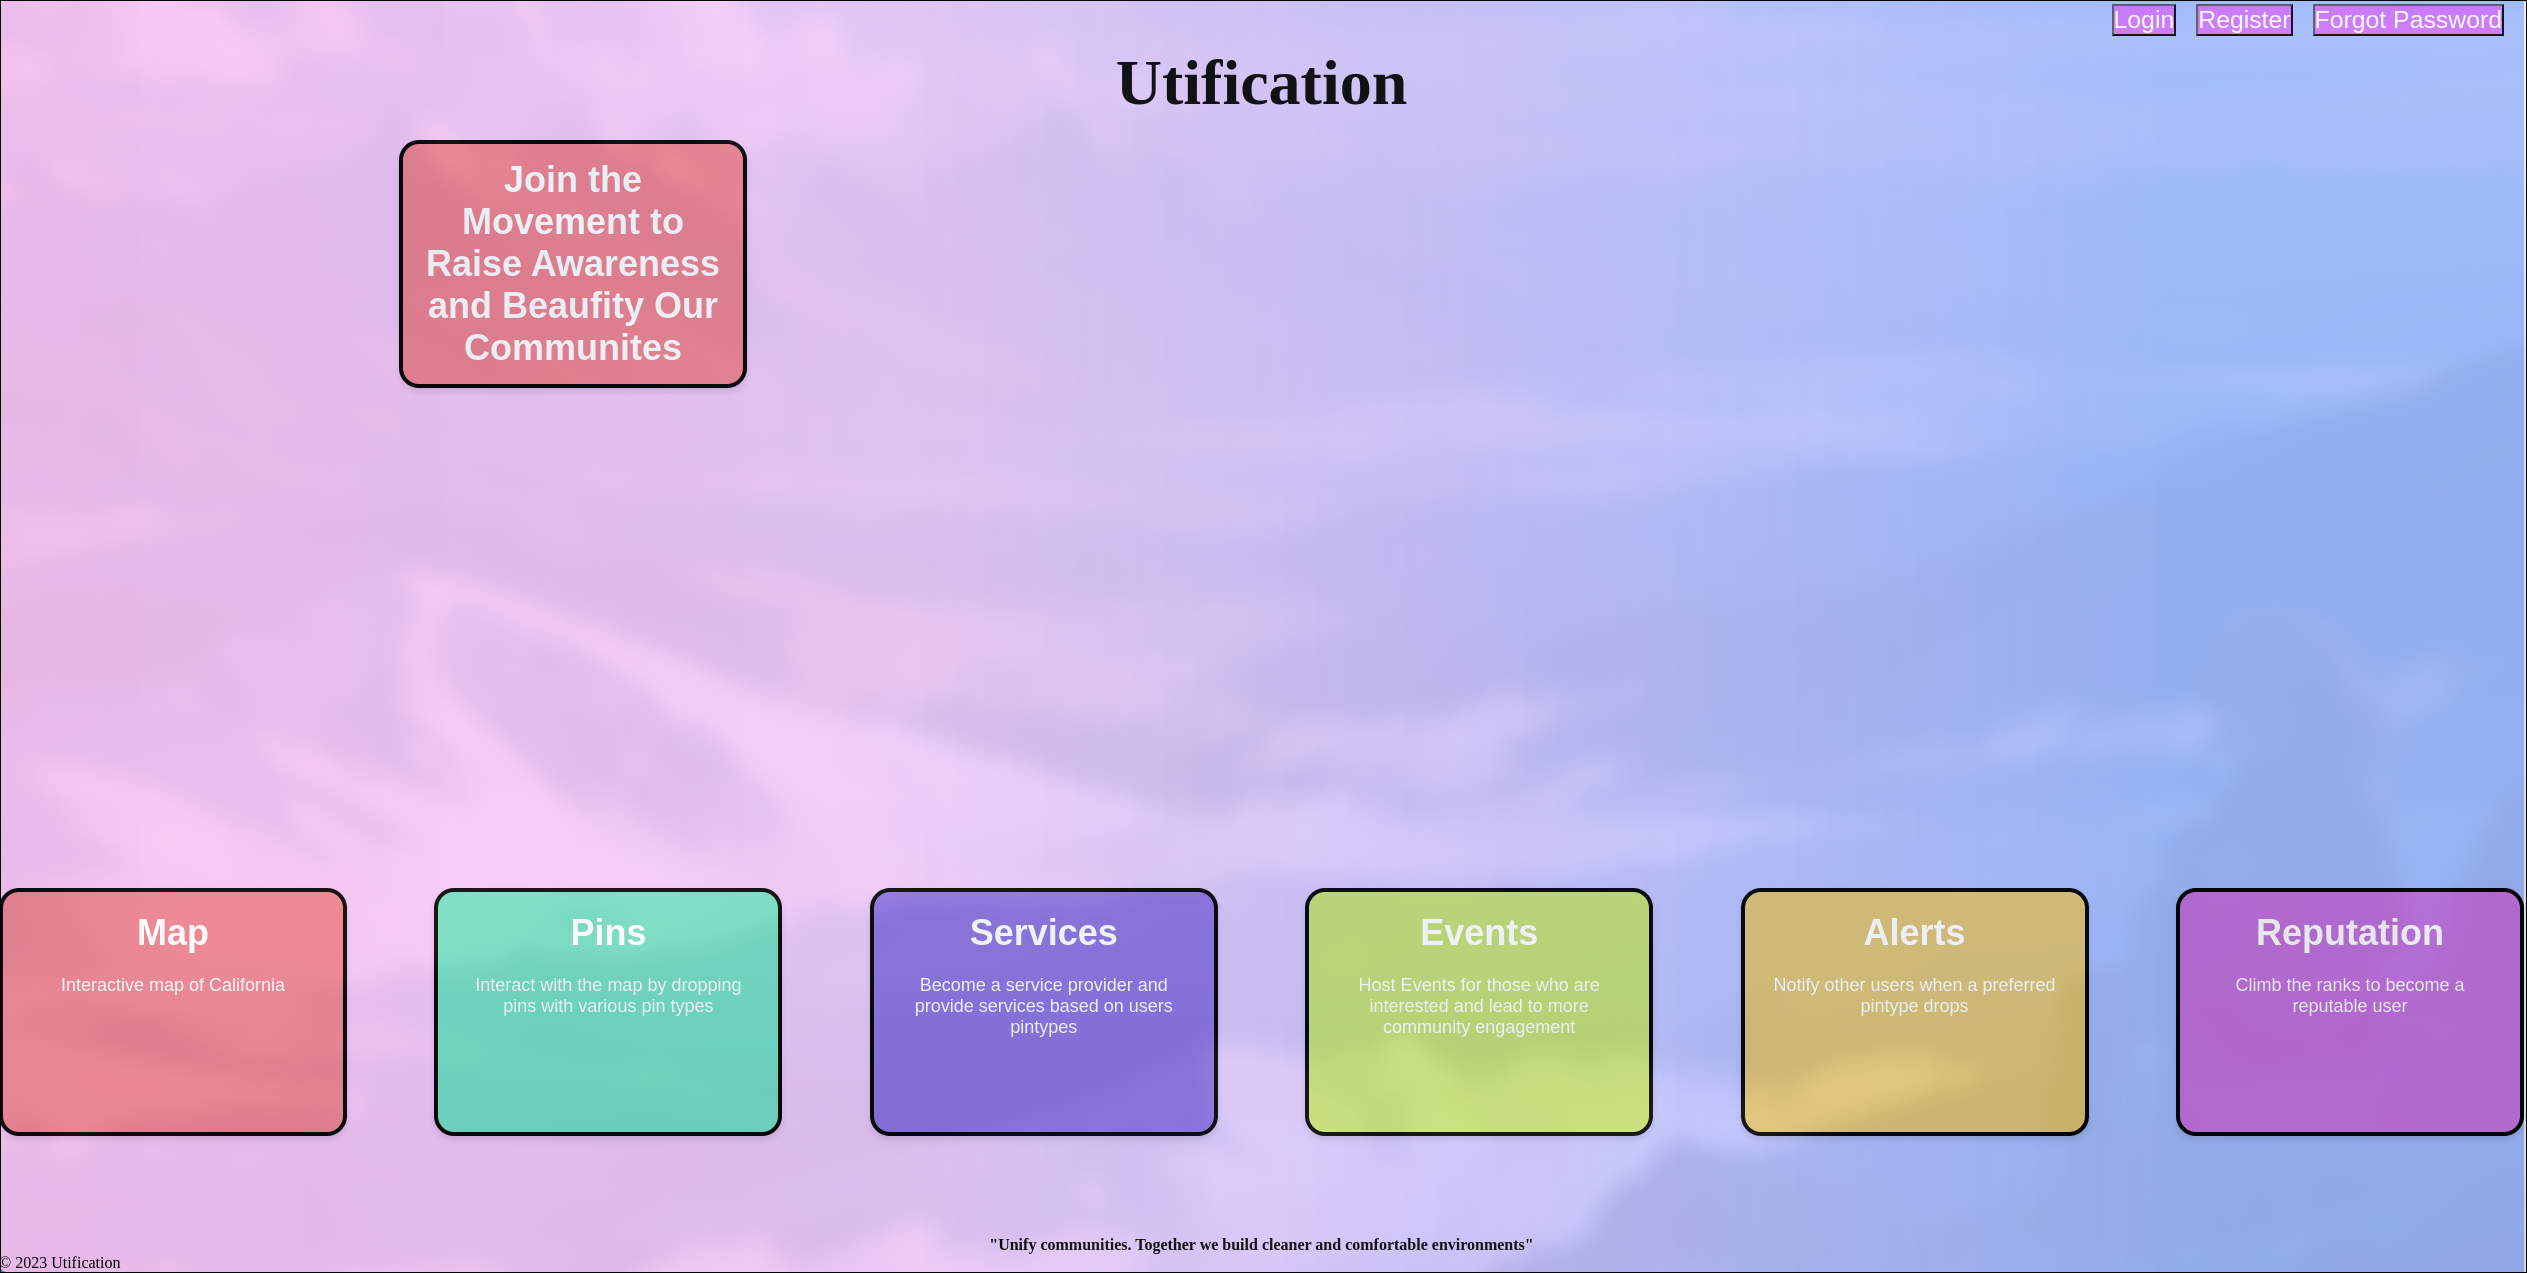 Login Register Forgot Password
Utification
Join the
Movement to
Raise Awareness
and Beaufity Our
Communites
Map
Interactive map of California
Pins
Interact with the map by dropping
pins with various pin types
Services
Become a service provider and
provide services based on users
pintypes
Events
Host Events for those who are
interested and lead to more
community engagement
Alerts
Notify other users when a preferred
pintype drops
Reputation
Climb the ranks to become a
reputable user
"Unify communities. Together we build cleaner and comfortable environments"
© 2023 Utification